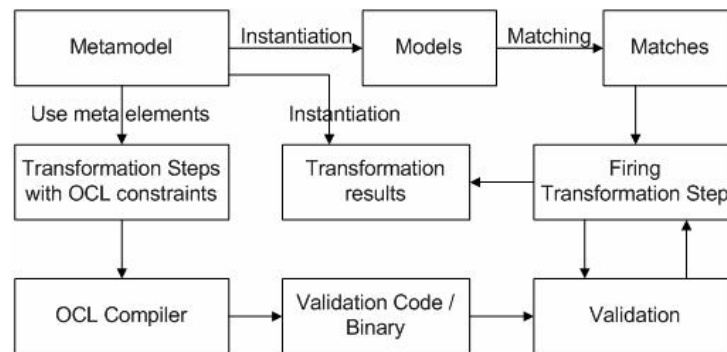 Metamodel
Instantiation
Models
Matching
Matches
Use meta elements
Instantiation
Transformation Steps
with OCL constraints
Transformation
results
Firing
Transformation Step
OCL Compiler
Validation Code /
Binary
Validation